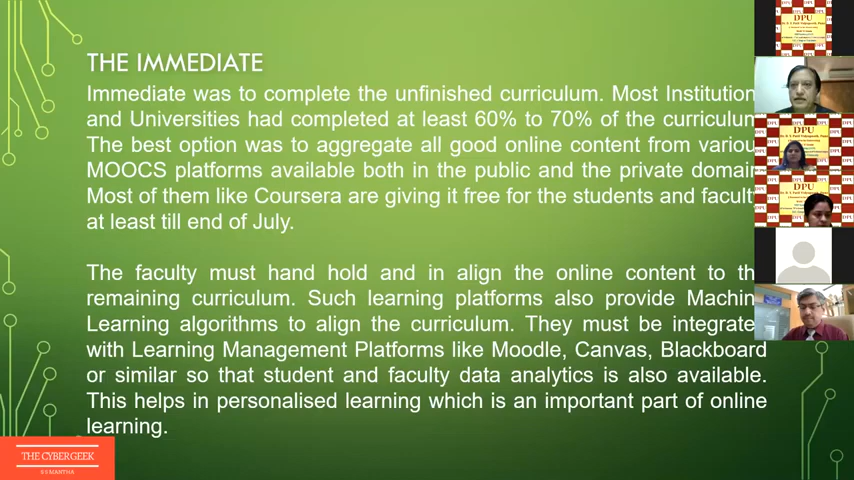 THE IMMEDIATE
Immediate was to complete the unfinished curriculum. Most Institution
and Universities had completed at least 60% to 70% of the curriculum
The best option was to aggregate all good online content from variou
MOOCS platforms available both in the public and the private domain
Most of them like Coursera are giving it free for the students and faculty
at least till end of July.
The faculty must hand hold and in align the online content to th
remaining curriculum. Such learning platforms also provide Machin
Learning algorithms to align the curriculum. They must be integrate
with Learning Management Platforms like Moodle, Canvas, Blackboard
or similar so that student and faculty data analytics is also available.
This helps in personalised learning which is an important part of online
learning.
THE CYBERGEEK
S S MANTHA
DPU
DPU
DPU